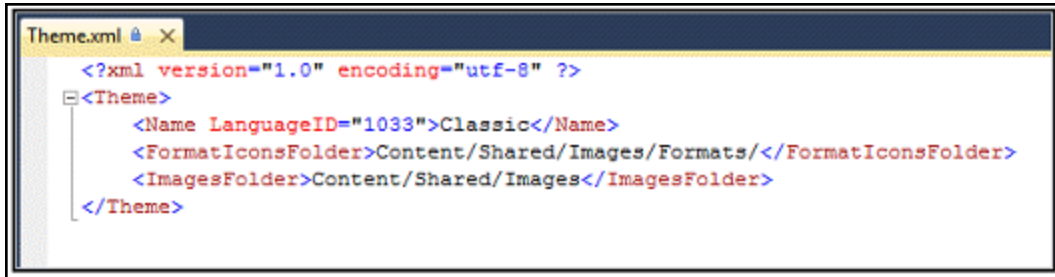 Theme.xml
<?xml version="1.0" encoding="utf-8" ?>
<Theme>
<Name LanguageID="1033">Classic</Name>
<FormatIconsFolder>Content/Shared/Images/Formats/</FormatIconsFolder>
<ImagesFolder>Content/Shared/Images</ImagesFolder>
</Theme>